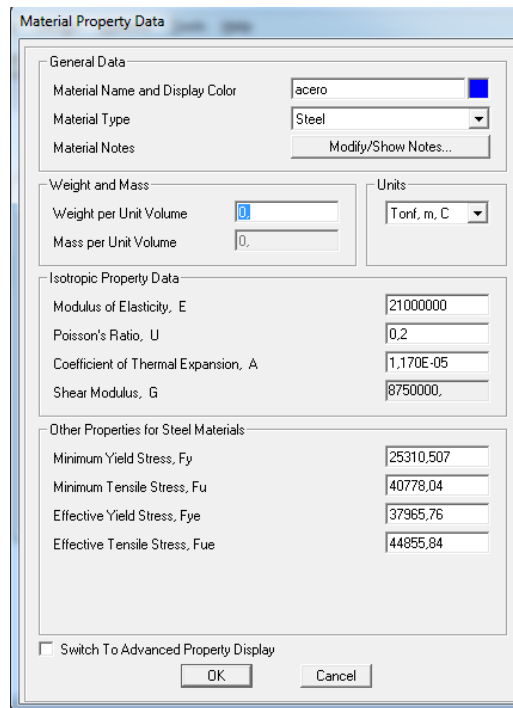 Material Property Data
General Data
Material Name and Display Color acero
Material Type Steel
Material Notes Modify/Show Notes...
Weight and Mass Units
Weight per Unit Volume 0, Tonf, m, C
Mass per Unit Volume 0,
Isotropic Property Data
Modulus of Elasticity, E 21000000
Poisson's Ratio, U 0,2
Coefficient of Thermal Expansion, A 1,170E-05
Shear Modulus, G 8750000,
Other Properties for Steel Materials
Minimum Yield Stress, Fy 25310,507
Minimum Tensile Stress, Fu 40778,04
Effective Yield Stress, Fye 37965,76
Effective Tensile Stress, Fue 44855,84
Switch To Advanced Property Display
OK Cancel